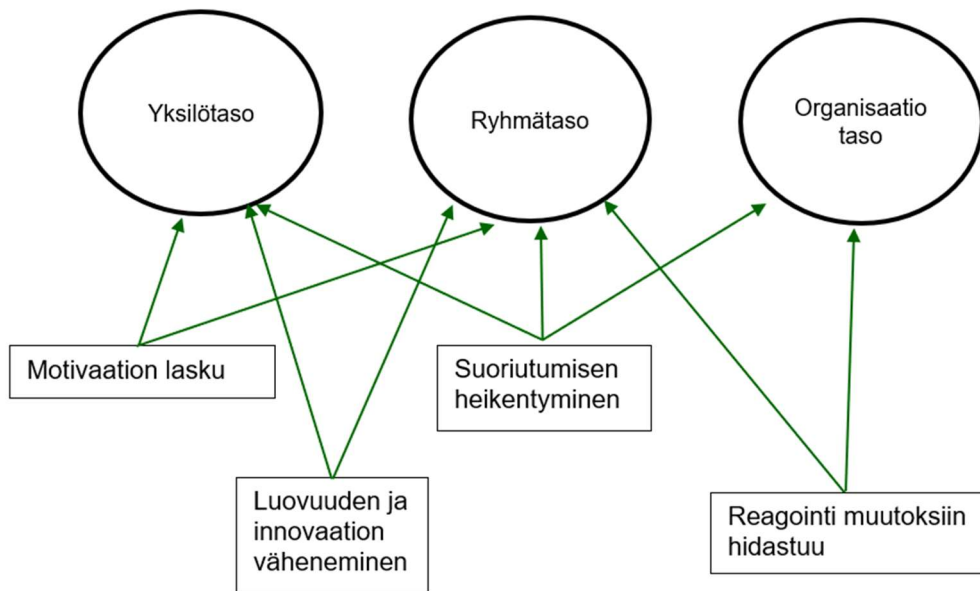 Yksilötaso
Ryhmätaso
Organisaatio
taso
Motivaation lasku
Suoriutumisen
heikentyminen
Luovuuden ja
innovaation
väheneminen
Reagointi muutoksiin
hidastuu